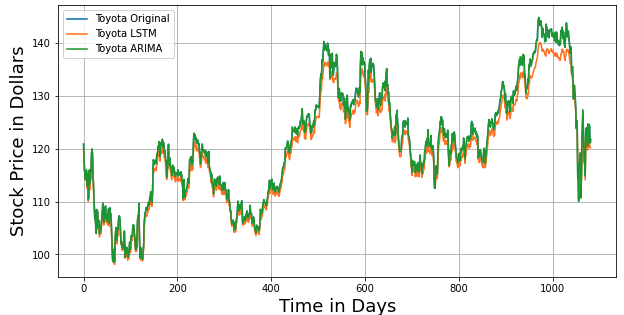 Toyota Original
Toyota LSTM
Toyota ARIMA
140
130
120
110
100
Stock Price in Dollars
0 200 400 600 800 1000
Time in Days